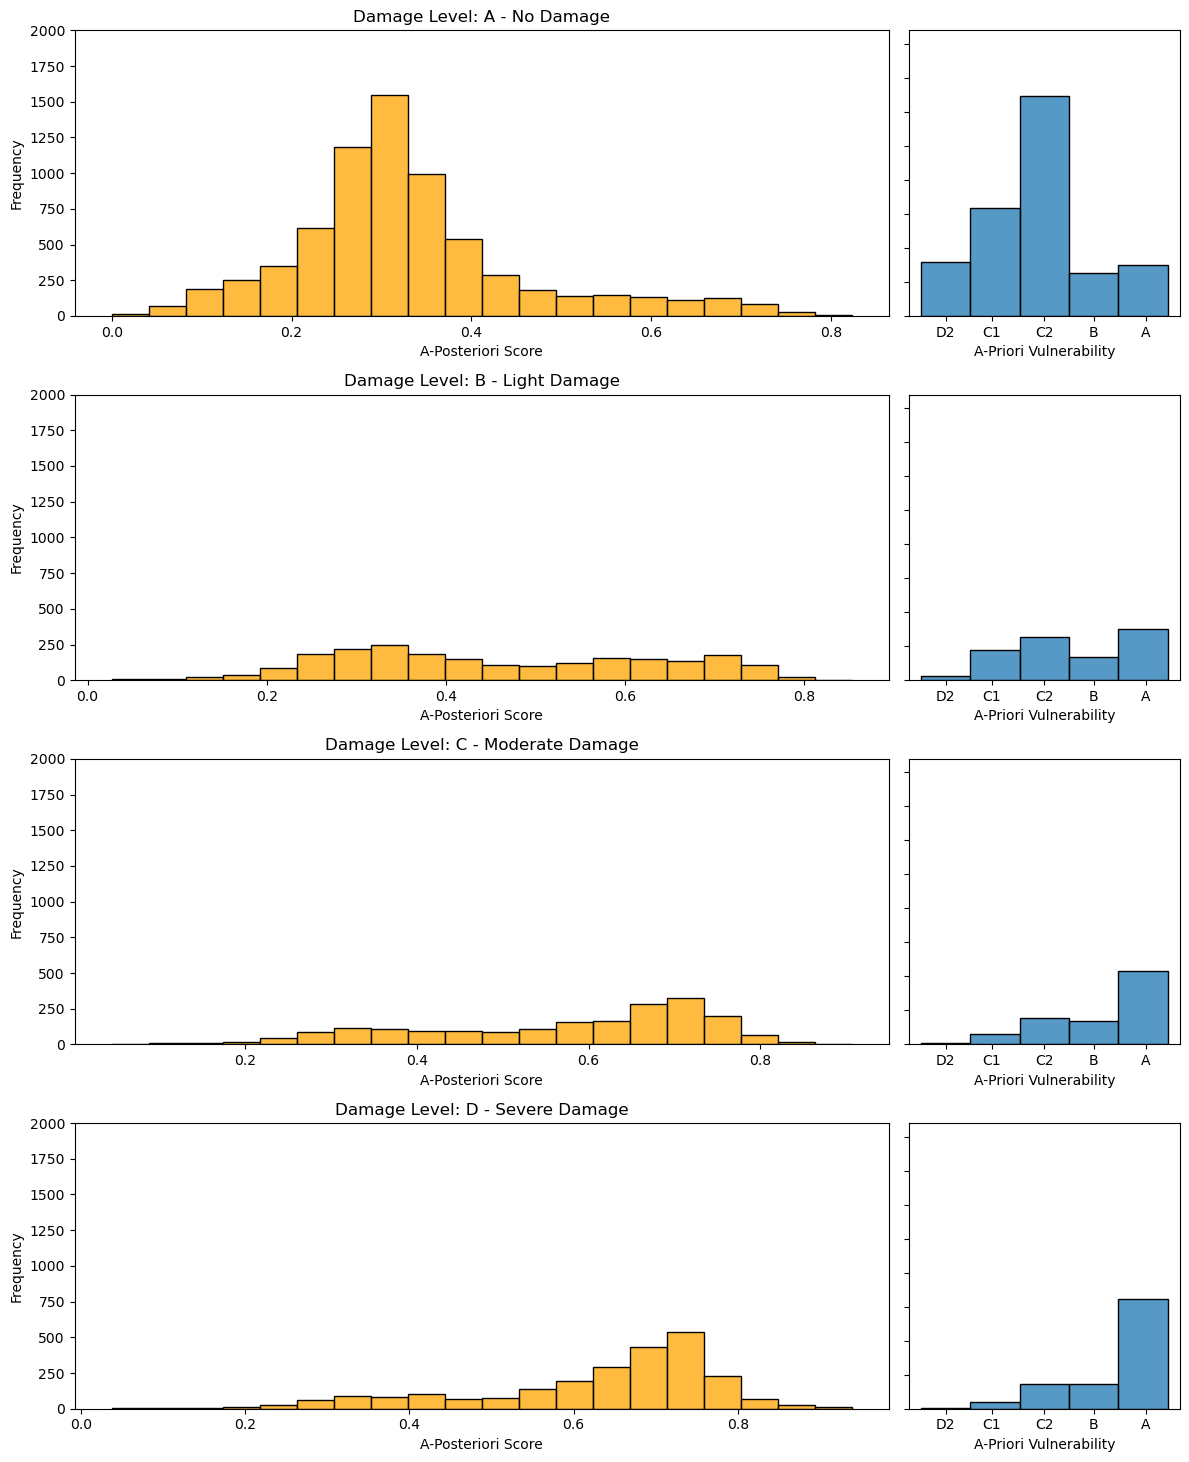 Damage Level: A - No Damage
2000
1750
1500
1250
1000
750
500
250
0
Frequency
0.0 0.2 0.4 0.6 0.8
A-Posteriori Score
D2 C1 C2 B A
A-Priori Vulnerability
Damage Level: B - Light Damage
2000
1750
1500
1250
1000
750
500
250
0
Frequency
0.0 0.2 0.4 0.6 0.8
A-Posteriori Score
D2 C1 C2 B A
A-Priori Vulnerability
Damage Level: C - Moderate Damage
2000
1750
1500
1250
1000
750
500
250
0
Frequency
0.2 0.4 0.6 0.8
A-Posteriori Score
D2 C1 C2 B A
A-Priori Vulnerability
Damage Level: D - Severe Damage
2000
1750
1500
1250
1000
750
500
250
0
Frequency
0.0 0.2 0.4 0.6 0.8
A-Posteriori Score
D2 C1 C2 B A
A-Priori Vulnerability